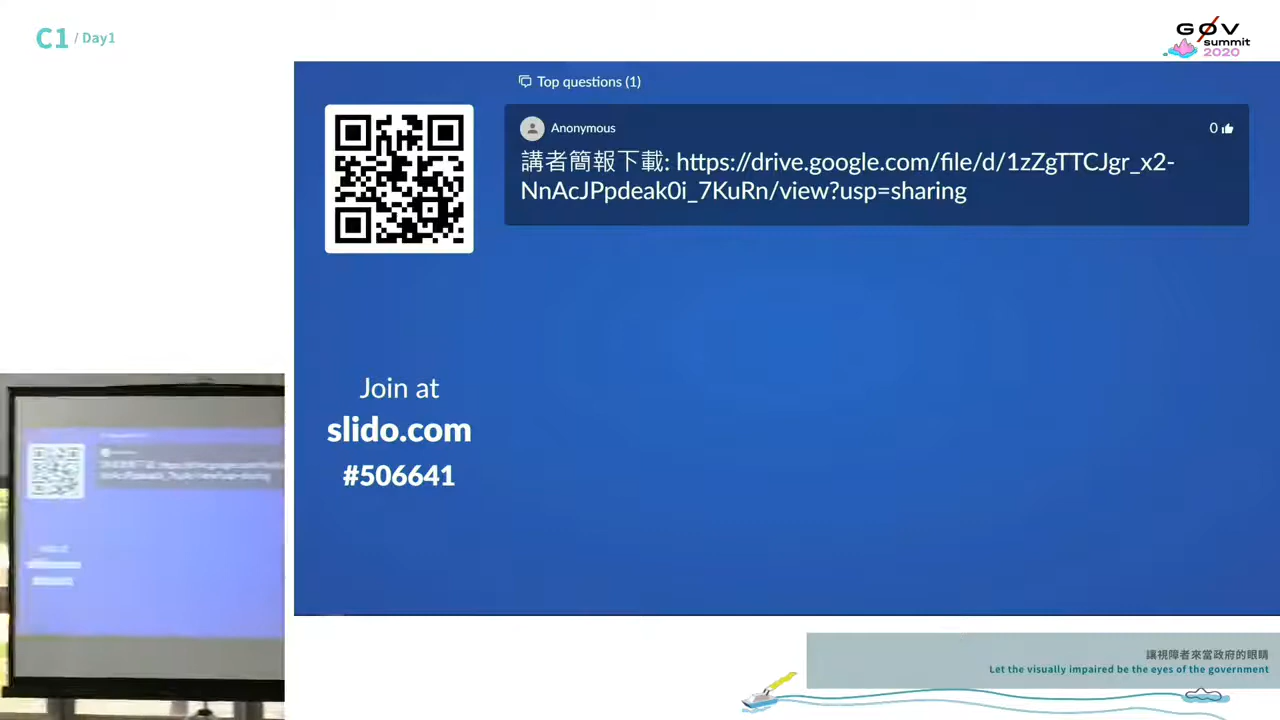 C1 / Day1
GØV
summit
2020
Top questions (1)
Anonymous
0
講者簡報下載: https://drive.google.com/file/d/1zZgTTCJgr_x2-
NnAcJPpdeak0i_7KuRn/view?usp=sharing
Join at
slido.com
#506641
讓視障者來當政府的眼睛
Let the visually impaired be the eyes of the government